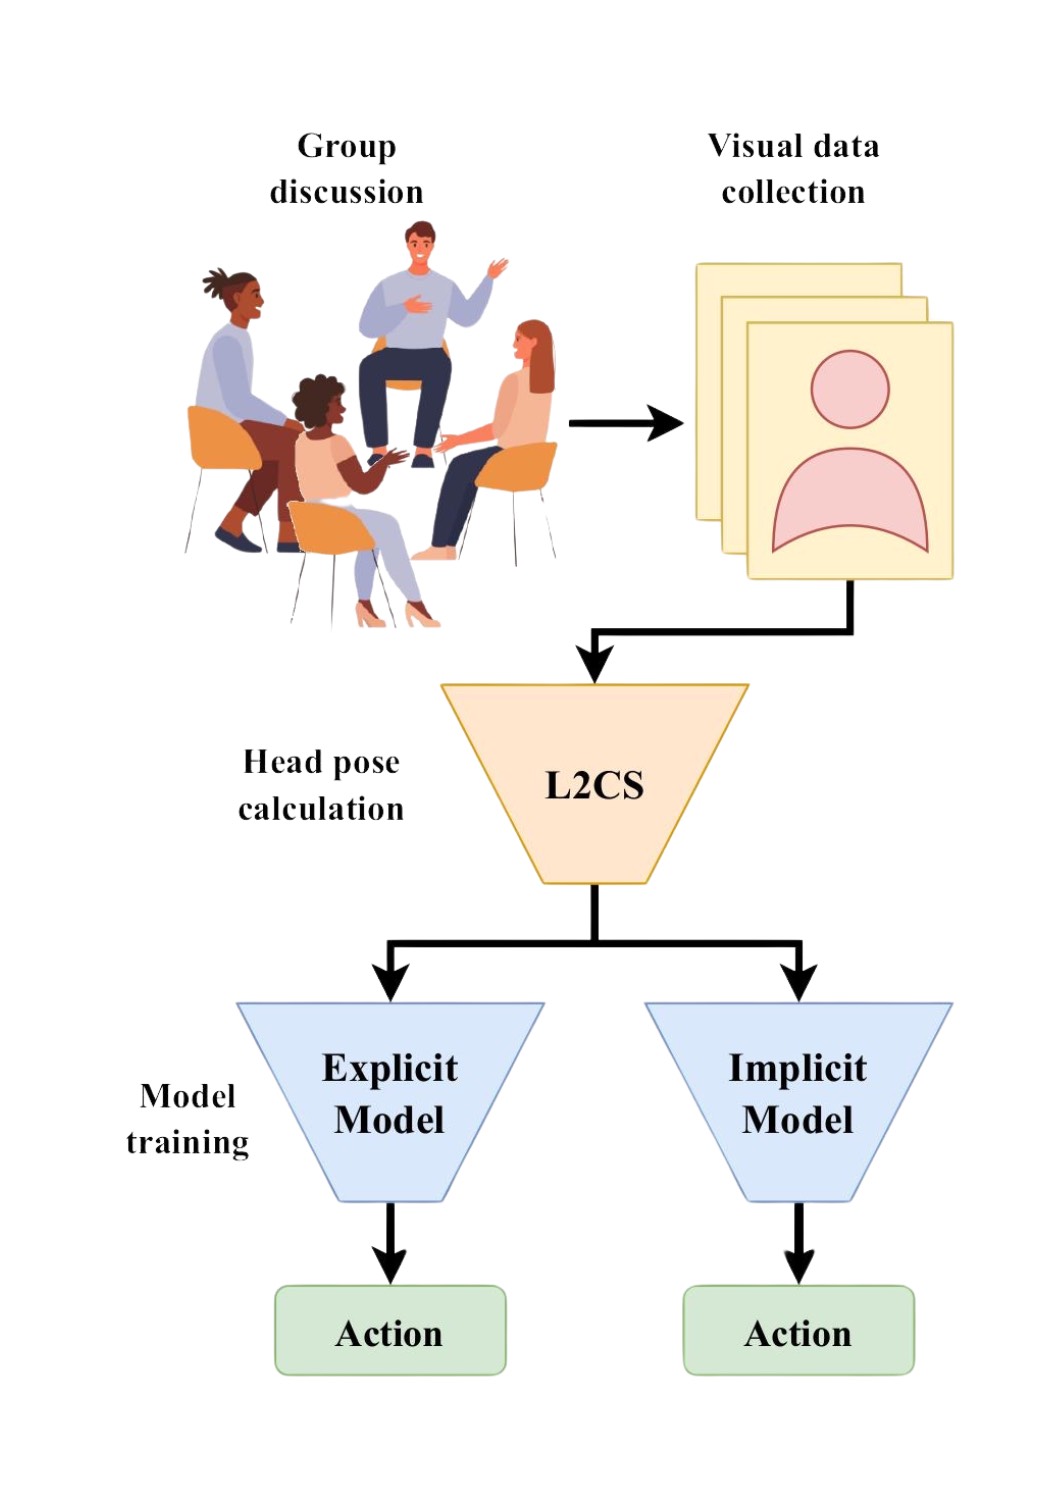 Group
discussion
Visual data
collection
Head pose
calculation
L2CS
Model
training
Explicit
Model
Implicit
Model
Action
Action